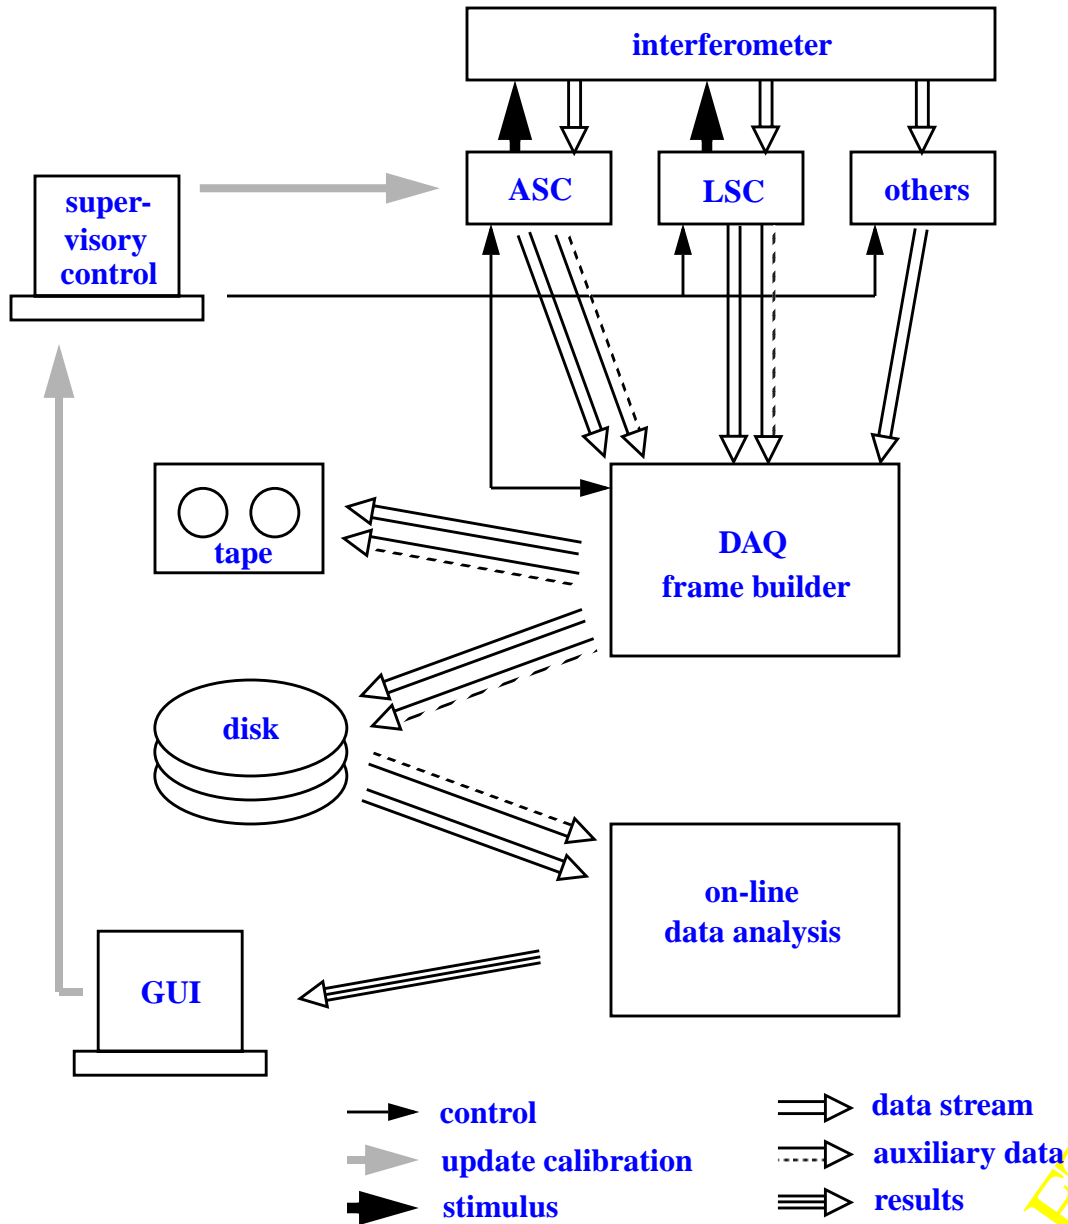 interferometer
ASC
LSC
others
super-
visory
control
tape
DAQ
frame builder
disk
on-line
data analysis
GUI
control
update calibration
stimulus
data stream
auxiliary data
results